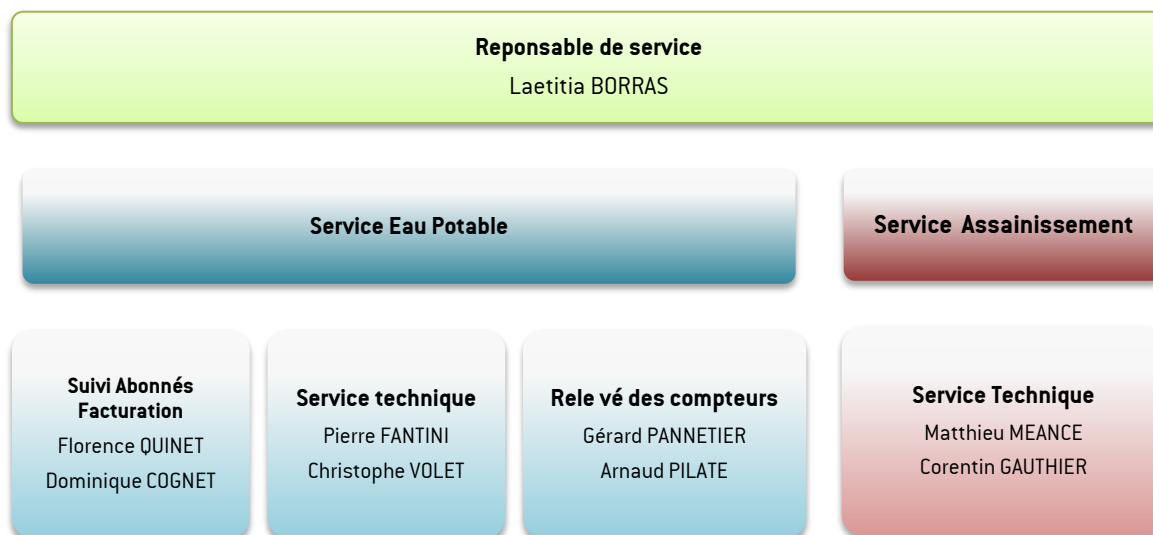 Reponsable de service
Laetitia BORRAS
Service Eau Potable
Service Assainissement
Suivi Abonnés
Facturation
Florence QUINET
Dominique COGNET
Service technique
Pierre FANTINI
Christophe VOLET
Rele vé des compteurs
Gérard PANNETIER
Arnaud PILATE
Service Technique
Matthieu MEANCE
Corentin GAUTHIER